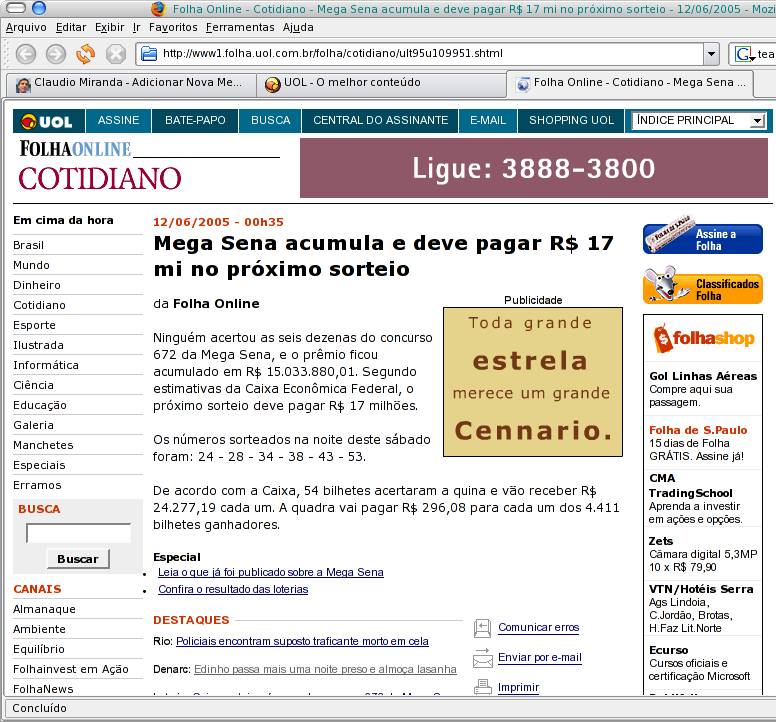 Folha Online - Cotidiano - Mega Sena acumula e deve pagar R$ 17 mi no próximo sorteio - 12/06/2005 - Mozi
Arquivo Editar Exibir Ir Favoritos Ferramentas Ajuda
http://www1.folha.uol.com.br/folha/cotidiano/ult95u109951.shtml
G tea
Claudio Miranda - Adicionar Nova Me...
UOL - O melhor conteúdo
Folha Online - Cotidiano - Mega Sena ...
UOL ASSINE BATE-PAPO BUSCA CENTRAL DO ASSINANTE E-MAIL SHOPPING UOL ÍNDICE PRINCIPAL
FOLHAONLINE
COTIDIANO
Ligue: 3888-3800
Em cima da hora
Brasil
Mundo
Dinheiro
Cotidiano
Esporte
Ilustrada
Informática
Ciência
Educação
Galeria
Manchetes
Especiais
Erramos
BUSCA
Buscar
CANAIS
Almanaque
Ambiente
Equilíbrio
Folhainvest em Ação
FolhaNews
12/06/2005 - 00h35
Mega Sena acumula e deve pagar R$ 17
mi no próximo sorteio
da Folha Online
Ninguém acertou as seis dezenas do concurso
672 da Mega Sena, e o prêmio ficou
acumulado em R$ 15.033.880,01. Segundo
estimativas da Caixa Econômica Federal, o
próximo sorteio deve pagar R$ 17 milhões.
Os números sorteados na noite deste sábado
foram: 24 - 28 - 34 - 38 - 43 - 53.
De acordo com a Caixa, 54 bilhetes acertaram a quina e vão receber R$
24.277,19 cada um. A quadra vai pagar R$ 296,08 para cada um dos 4.411
bilhetes ganhadores.
Especial
Leia o que já foi publicado sobre a Mega Sena
Confira o resultado das loterias
DESTAQUES
Rio: Policiais encontram suposto traficante morto em cela
Denarc: Edinho passa mais uma noite preso e almoça lasanha
Comunicar erros
Enviar por e-mail
Imprimir
Publicidade
Toda grande
estrela
merece um grande
Cennario.
FOLHA DE S.PAULO
Assine a
Folha
Classificados
Folha
folhashop
Gol Linhas Aéreas
Compre aqui sua
passagem.
Folha de S.Paulo
15 dias de Folha
GRÁTIS. Assine já!
CMA
TradingSchool
Aprenda a investir
em ações e opções.
Zets
Câmara digital 5,3MP
10 x R$ 79,90
VTN/Hotéis Serra
Ags Lindoia,
C.Jordão, Brotas,
H.Faz Lit.Norte
Ecurso
Cursos oficiais e
certificação Microsoft
Concluído